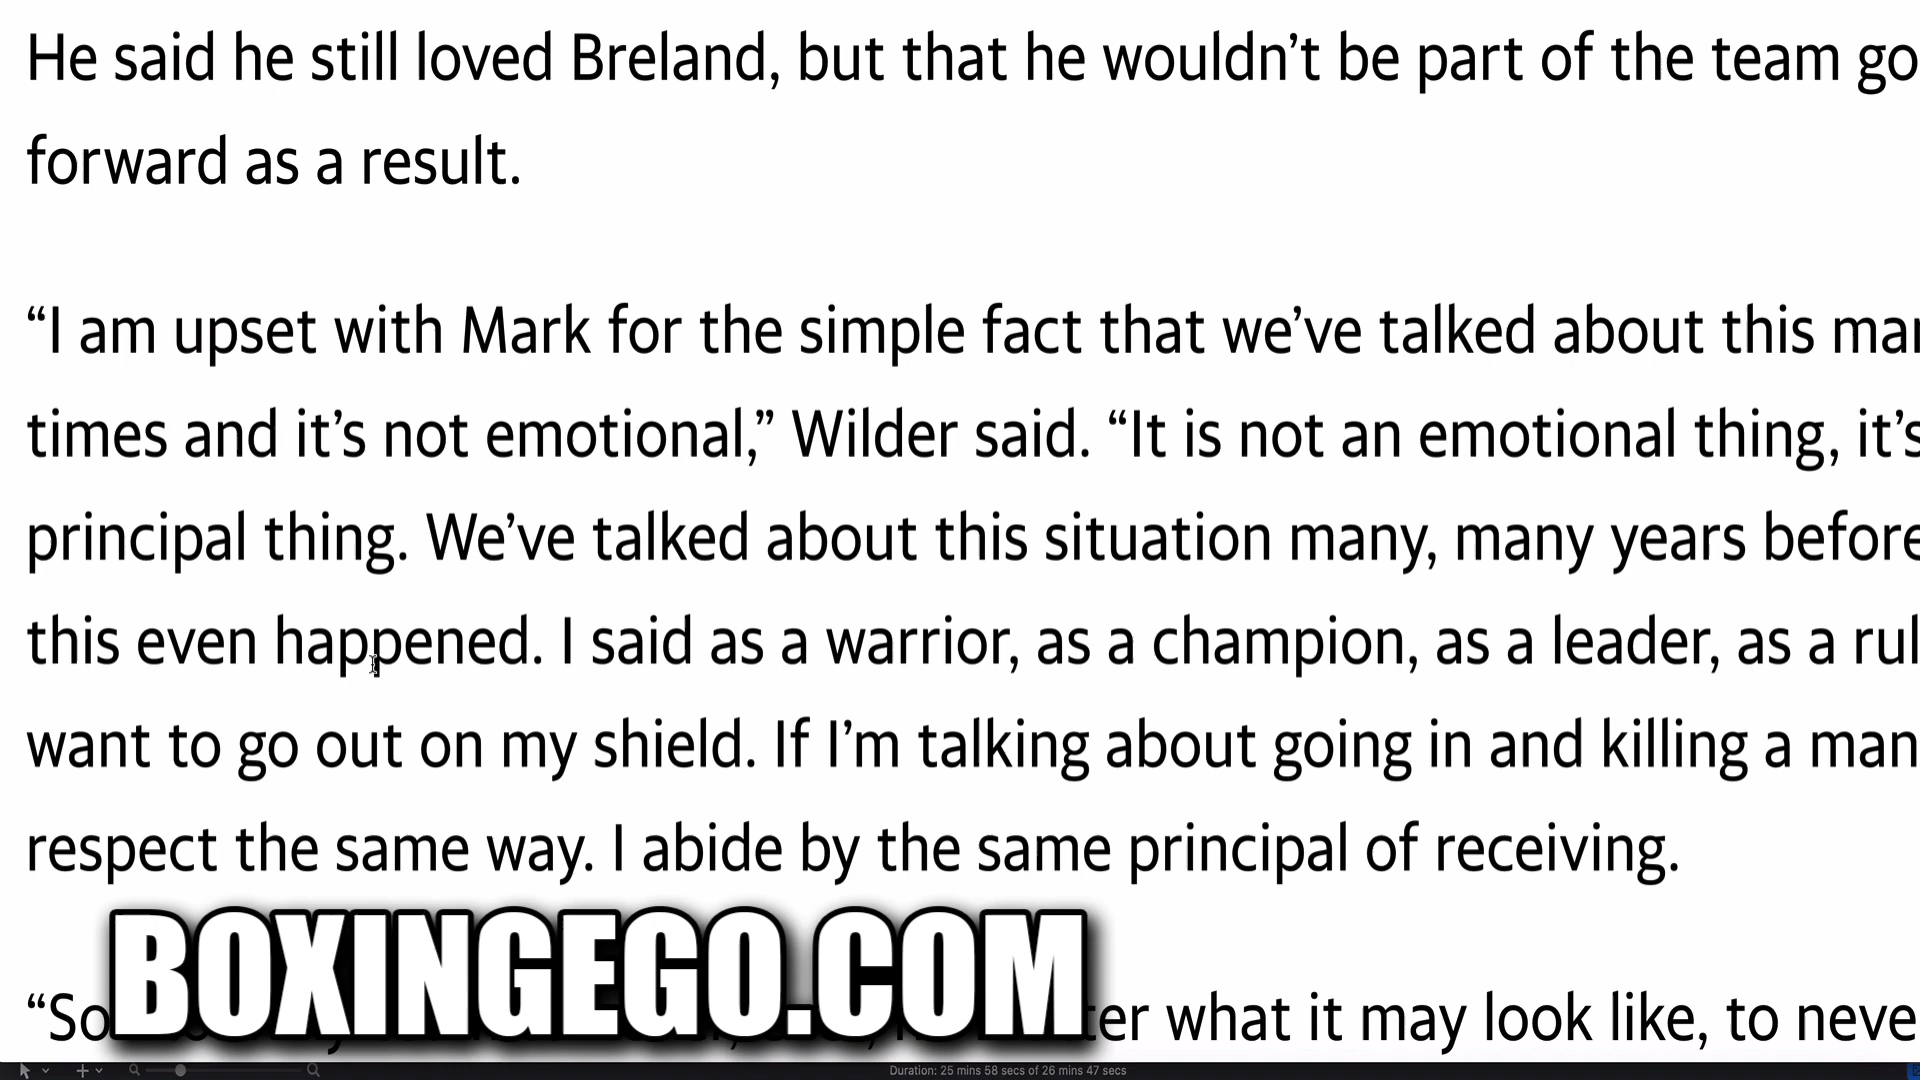 He said he still loved Breland, but that he wouldn’t be part of the team go
forward as a result.
“I am upset with Mark for the simple fact that we’ve talked about this
times and it’s not emotional,” Wilder said. “It is not an emotional thing, it’s
principal thing. We’ve talked about this situation many, many years before
this even happened. I said as a warrior, as a champion, as a leader, as a
want to go out on my shield. If I’m talking about going in and killing a man
respect the same way. I abide by the same principal of receiving.
BOXINGEGO.COM
what it may look like, to
Duration: 25 mins 58 secs of 26 mins 47 secs